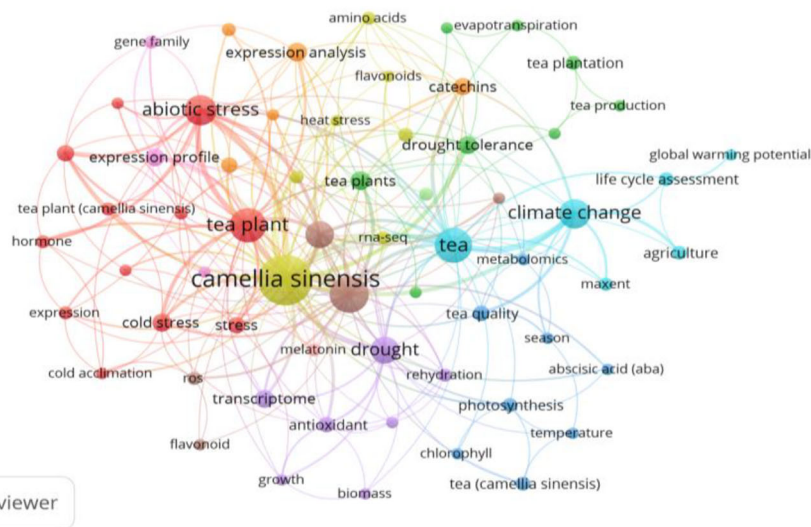 amino acids
evapotranspiration
gene family
expression analysis
tea plantation
flavonoids
catechins
tea production
abiotic stress
heat stress
drought tolerance
expression profile
global warming potential
tea plants
life cycle assessment
tea plant (camellia sinensis)
climate change
tea plant
hormone
rna-seq
tea
agriculture
metabolomics
camellia sinensis
maxent
expression
tea quality
cold stress
stress
season
melatonin
drought
abscisic acid (aba)
cold acclimation
ros
rehydration
transcriptome
photosynthesis
antioxidant
temperature
flavonoid
chlorophyll
growth
tea (camellia sinensis)
biomass
viewer